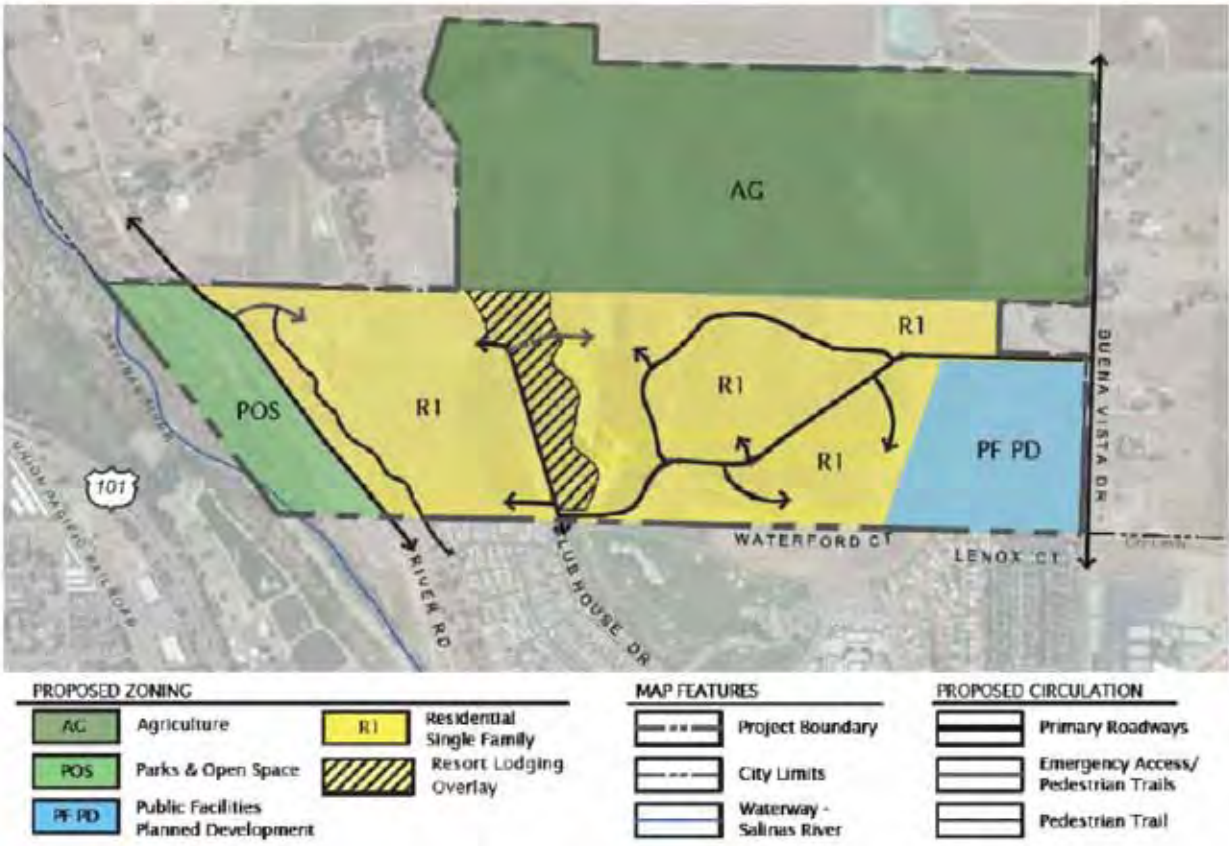 AG
R1
R1
R1
R1
POS
PF PD
101
UNION PACIFIC RAILROAD
SALINAS RIVER
RIVER RD
CLUBHOUSE DR
WATERFORD CT
LENOX CT
BUENA VISTA DR
PROPOSED ZONING
AG Agriculture
POS Parks & Open Space
PF PD Public Facilities
Planned Development
R1 Residential
Single Family
Resort Lodging
Overlay
MAP FEATURES
Project Boundary
City Limits
Waterway -
Salinas River
PROPOSED CIRCULATION
Primary Roadways
Emergency Access/
Pedestrian Trails
Pedestrian Trail